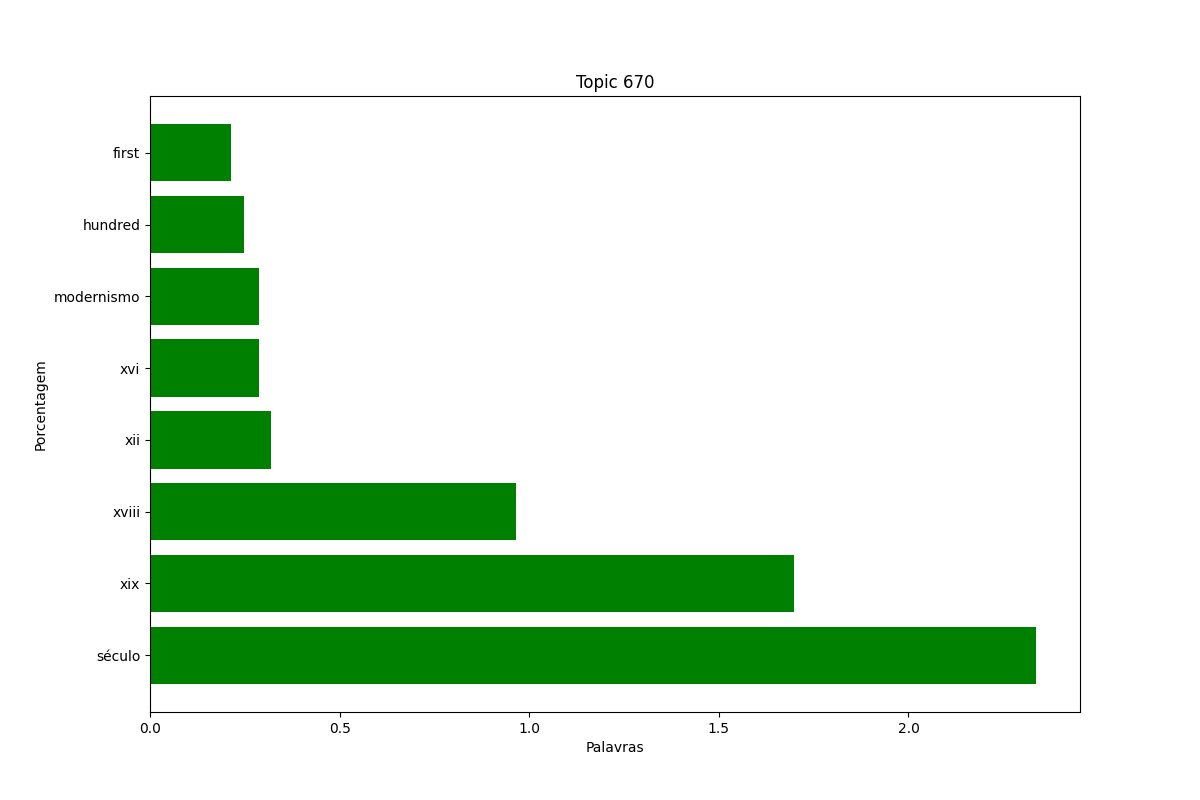 Topic 670
first
hundred
modernismo
xvi
xii
xviii
xix
século
Porcentagem
0.0 0.5 1.0 1.5 2.0
Palavras